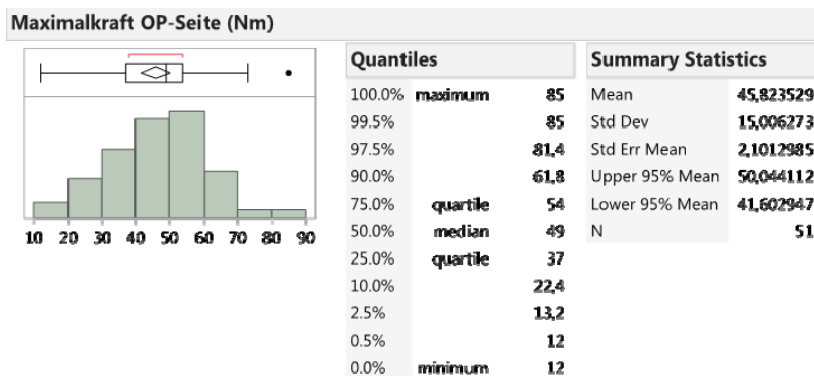 Maximalkraft OP-Seite (Nm)
10 20 30 40 50 60 70 80 90
Quantiles
100.0% maximum 85
99.5% 85
97.5% 81,4
90.0% 61,8
75.0% quartile 54
50.0% median 49
25.0% quartile 37
10.0% 22,4
2.5% 13,2
0.5% 12
0.0% minimum 12
Summary Statistics
Mean 45,823529
Std Dev 15,006273
Std Err Mean 2,1012985
Upper 95% Mean 50,044112
Lower 95% Mean 41,602947
N 51